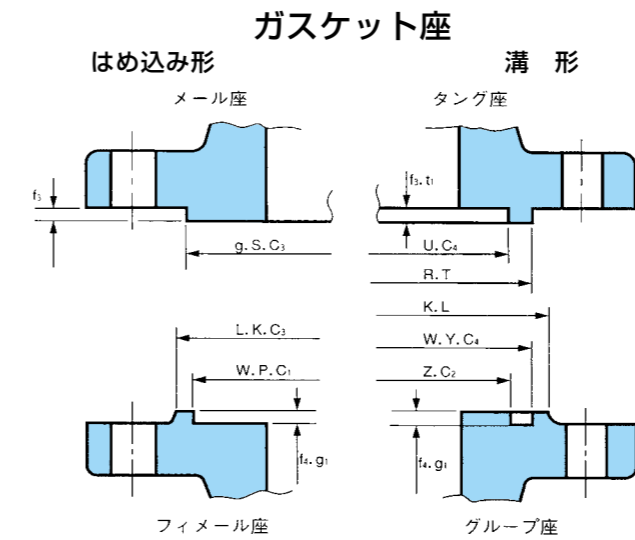 ガスケット座
はめ込み形
溝 形
メール座
タング座
f₃
f₃.t₁
g.S.C₃
U.C₄
R.T
K.L
L.K.C₃
W.Y.C₄
W.P.C₁
Z.C₂
f₄.g₁
f₄.g₁
フィメール座
グループ座